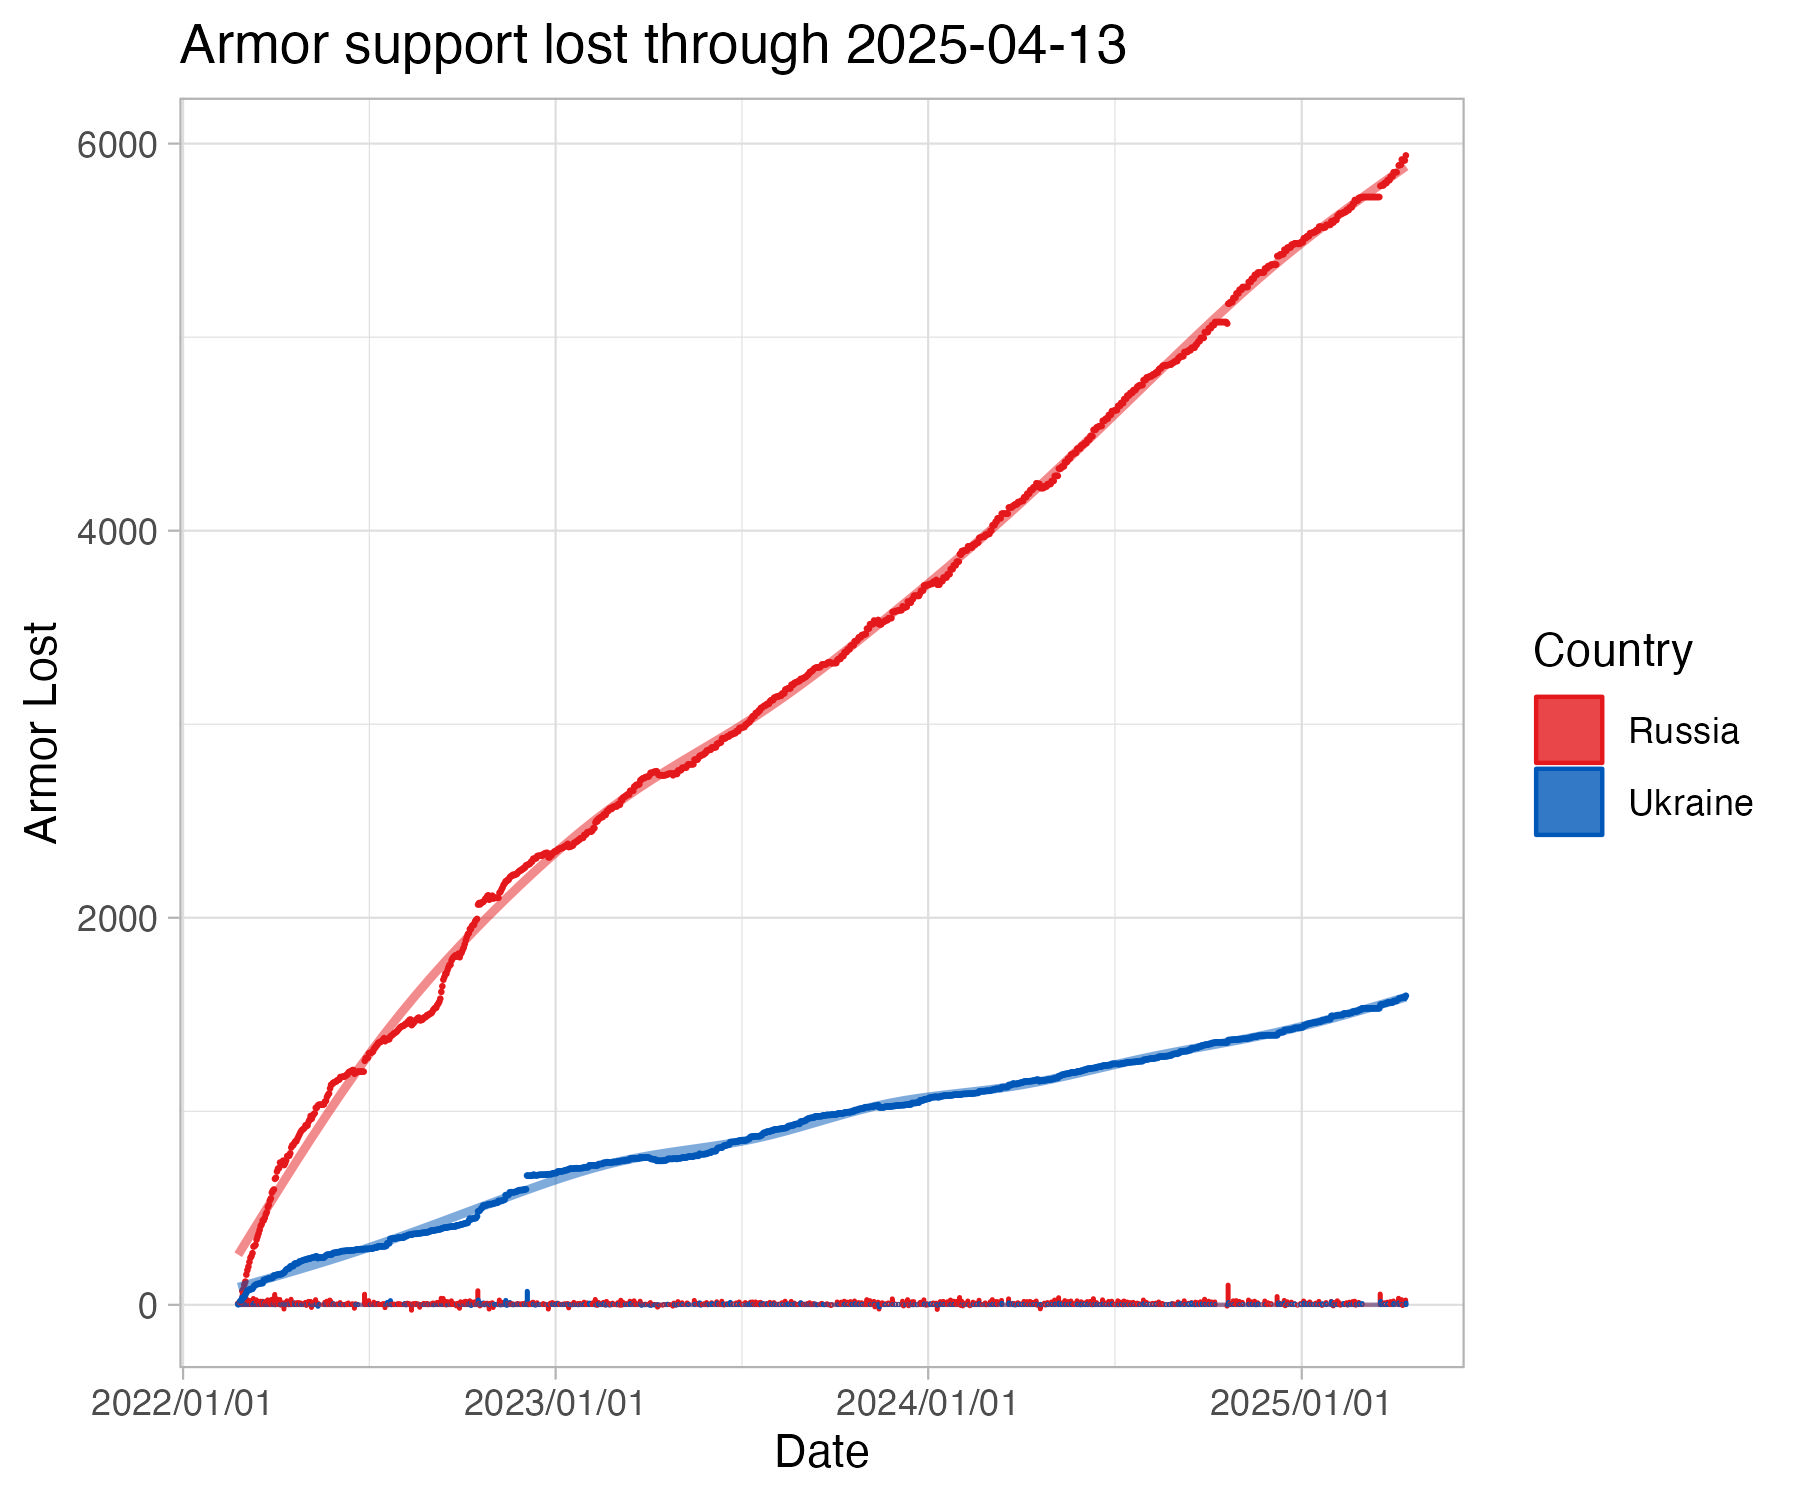 Armor support lost through 2025-04-13
6000
4000
2000
0
Armor Lost
2022/01/01
2023/01/01
2024/01/01
2025/01/01
Date
Country
Russia
Ukraine